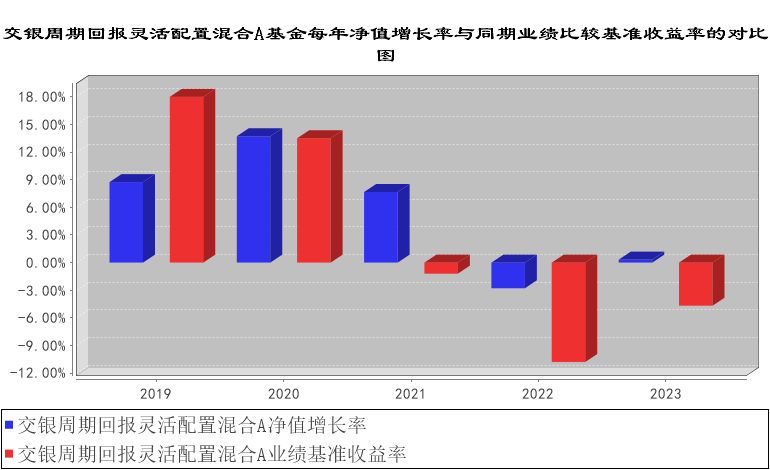 交银周期回报灵活配置混合A基金每年净值增长率与同期业绩比较基准收益率的对比
图
18.00%
15.00%
12.00%
9.00%
6.00%
3.00%
0.00%
-3.00%
-6.00%
-9.00%
-12.00%
2019 2020 2021 2022 2023
交银周期回报灵活配置混合A净值增长率
交银周期回报灵活配置混合A业绩基准收益率